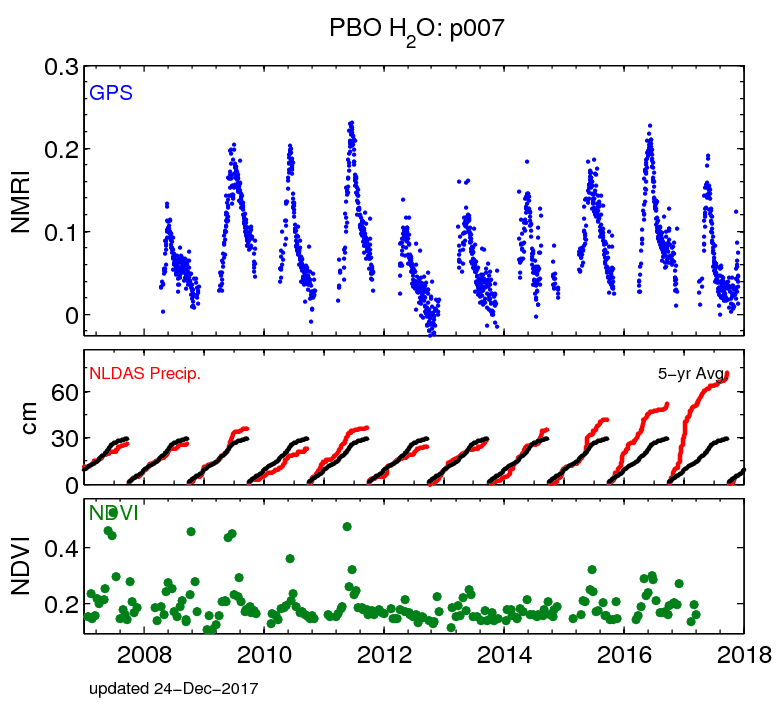 PBO H2O: p007
0.3
GPS
0.2
NMRI
0.1
0
NLDAS Precip.
5-yr Avg.
60
cm
30
0
NDVI
NDVI
0.4
0.2
2008 2010 2012 2014 2016 2018
updated 24-Dec-2017